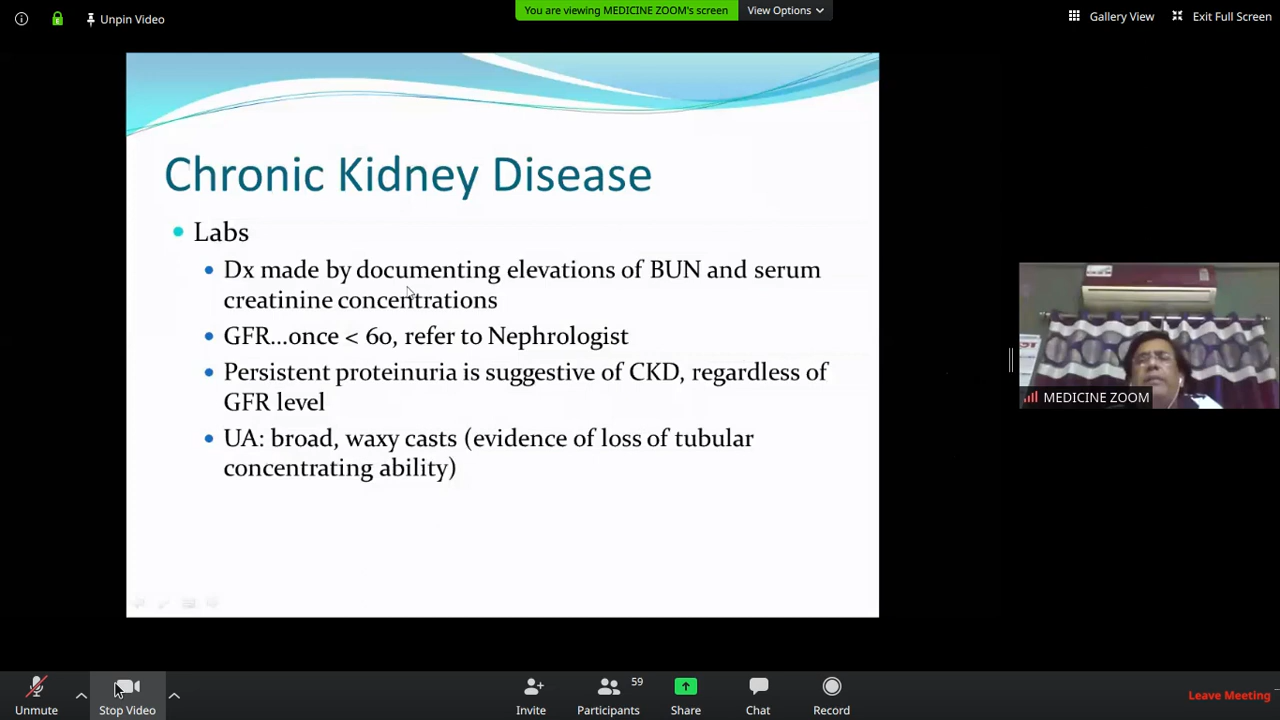 Unpin Video
You are viewing MEDICINE ZOOM's screen
View Options
Gallery View
Exit Full Screen
Chronic Kidney Disease
Labs
Dx made by documenting elevations of BUN and serum
creatinine concentrations
GFR...once < 60, refer to Nephrologist
Persistent proteinuria is suggestive of CKD, regardless of
GFR level
UA: broad, waxy casts (evidence of loss of tubular
concentrating ability)
MEDICINE ZOOM
Unmute
Stop Video
Invite
59
Participants
Share
Chat
Record
Leave Meeting